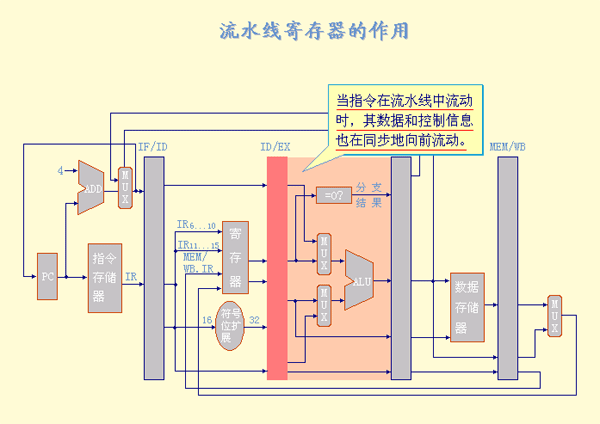 流水线寄存器的作用
当指令在流水线中流动
时，其数据和控制信息
也在同步地向前流动。
IF/ID
ID/EX
MEM/WB
4
ADD
MUX
=0?
分支
结果
PC
指令
存储
器
IR
IR6...10
IR11...15
MEM/
WB.IR
寄
存
器
MUX
MUX
ALU
数据
存储
器
MUX
16
符号
位扩
展
32